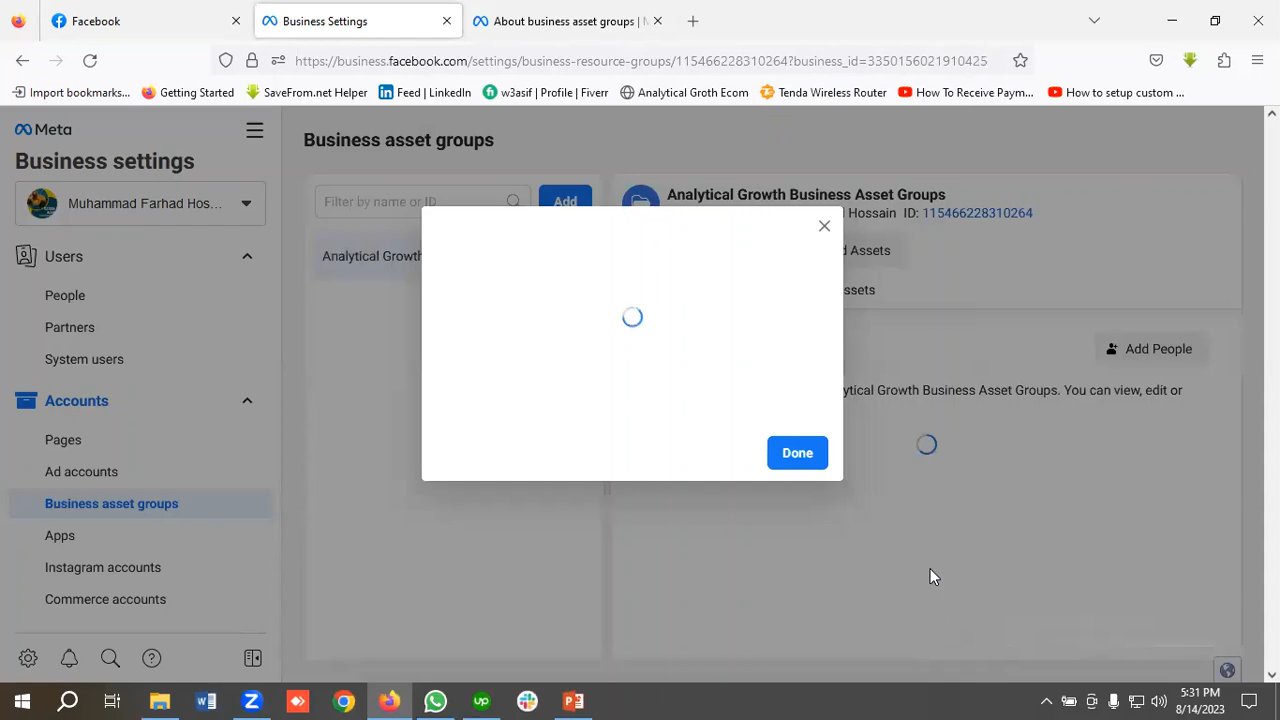 Facebook
Business Settings
About business asset groups | M
https://business.facebook.com/settings/business-resource-groups/115466228310264?business_id=3350156021910425
Import bookmarks...
Getting Started
SaveFrom.net Helper
Feed | LinkedIn
w3asif | Profile | Fiverr
Analytical Groth Ecom
Tenda Wireless Router
How To Receive Paym...
How to setup custom ...
Meta
Business settings
Muhammad Farhad Hos...
Users
People
Partners
System users
Accounts
Pages
Ad accounts
Business asset groups
Apps
Instagram accounts
Commerce accounts
Business asset groups
Filter by name or ID
Add
Analytical Growth
Analytical Growth Business Asset Groups
Hossain ID: 115466228310264
d Assets
ssets
Add People
ytical Growth Business Asset Groups. You can view, edit or
Done
5:31 PM
8/14/2023